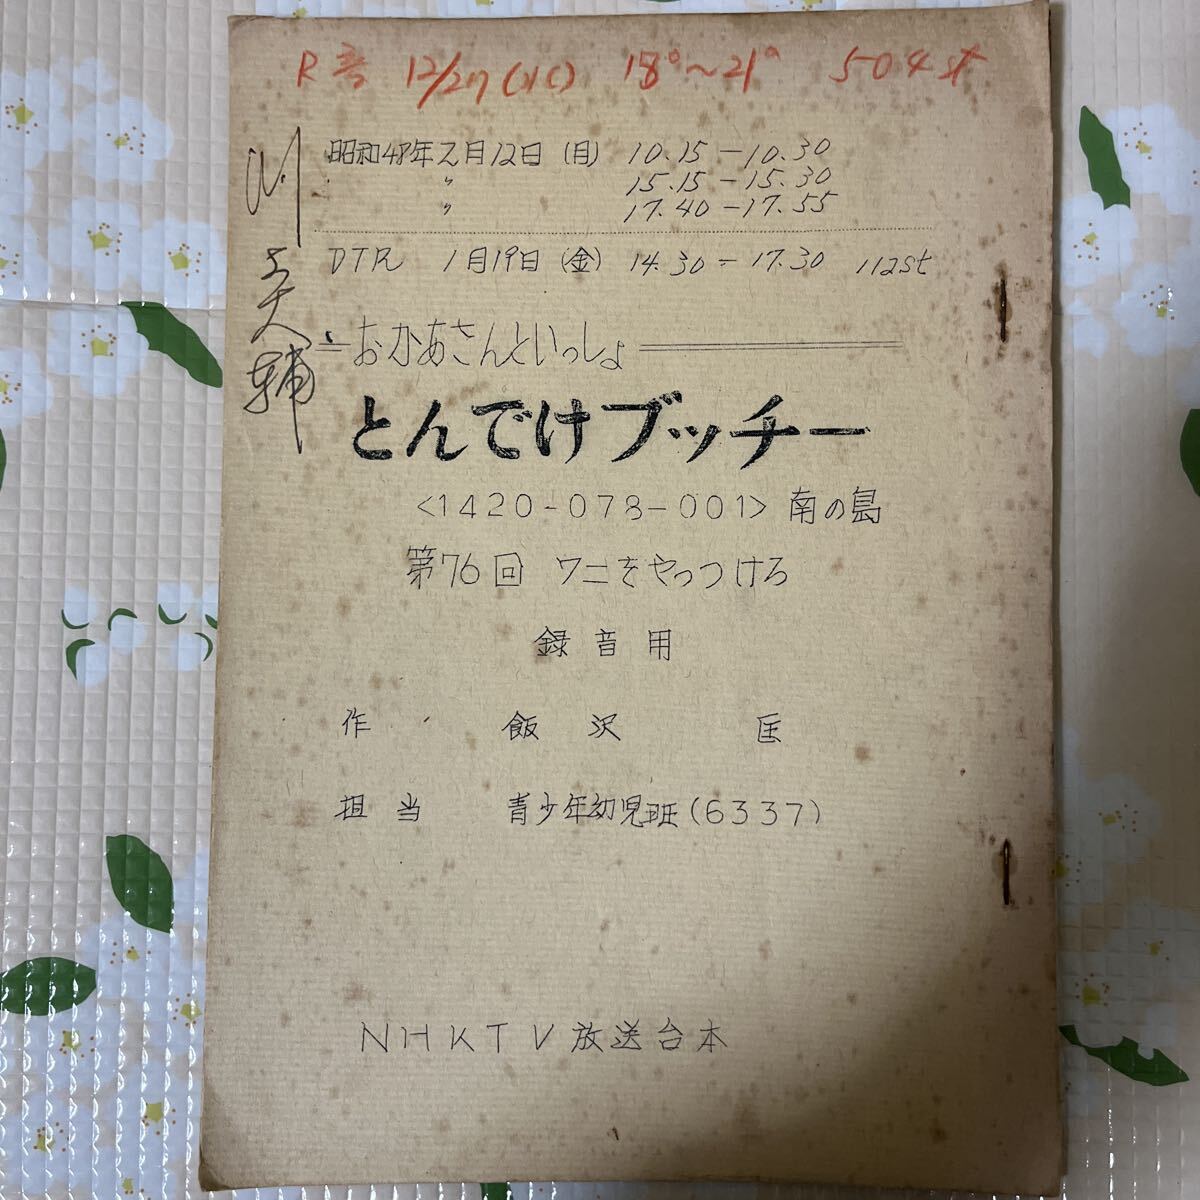 R音 12/27(水) 18°〜21° 504st
昭和48年2月12日(月) 10.15－10.30
〃 15.15－15.30
〃 17.40－17.55
DTR 1月19日(金) 14.30－17.30 112st
おかあさんといっしょ
とんでけブッチー
<1420-078-001> 南の島
第76回 ワニをやっつけろ
録音用
作 飯沢 匡
担当 青少年幼児班(6337)
NHKTV放送台本